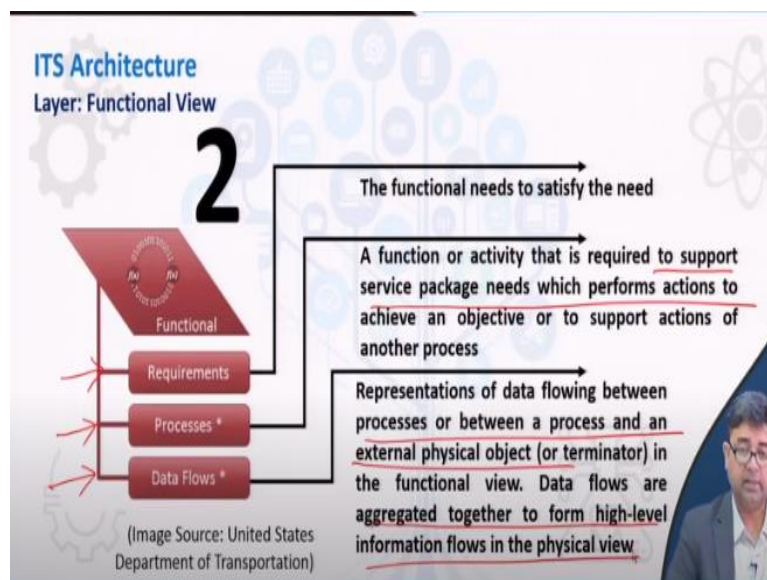 ITS Architecture
Layer: Functional View
2
The functional needs to satisfy the need
A function or activity that is required to support
service package needs which performs actions to
achieve an objective or to support actions of
another process
f(x) f(x)
Functional
Requirements
Processes *
Data Flows *
Representations of data flowing between
processes or between a process and an
external physical object (or terminator) in
the functional view. Data flows are
aggregated together to form high-level
information flows in the physical view
(Image Source: United States
Department of Transportation)